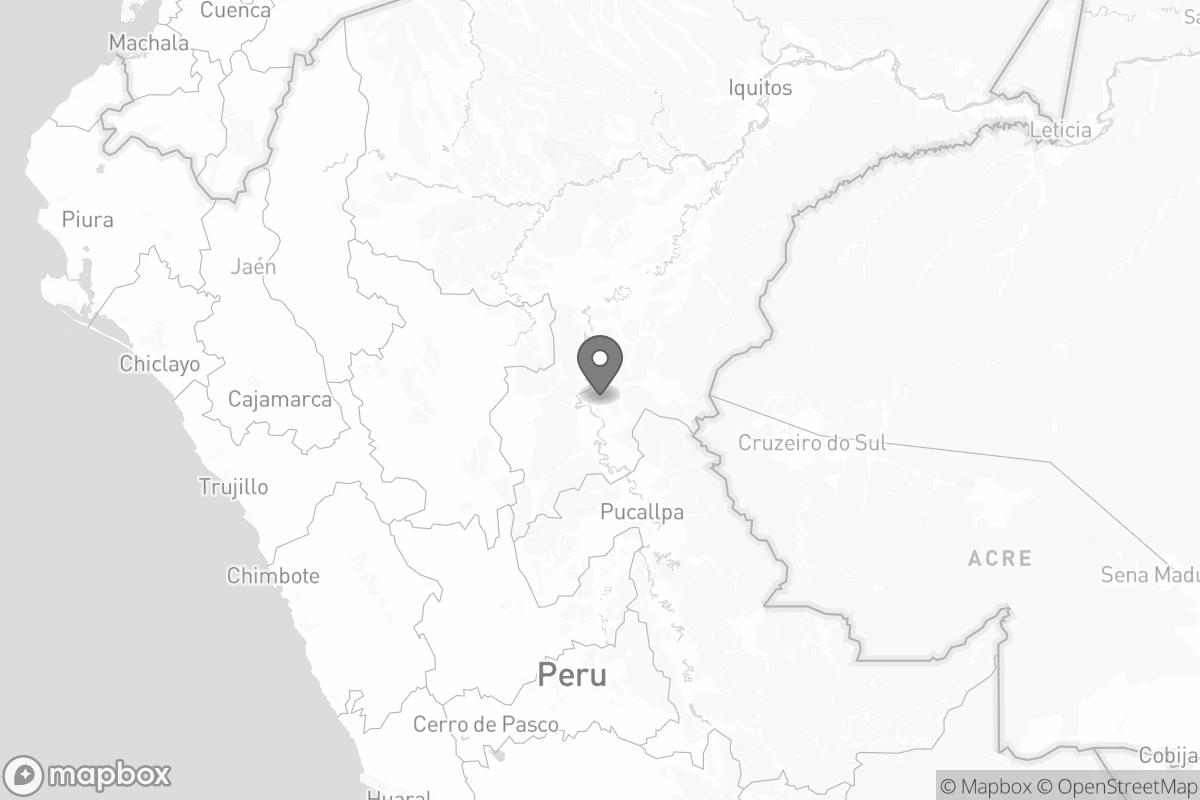 Cuenca
Machala
Iquitos
Leticia
Piura
Jaén
Chiclayo
Cajamarca
Cruzeiro do Sul
Trujillo
Pucallpa
ACRE
Chimbote
Sena Madu
Peru
Cerro de Pasco
Cobija
Huaral
mapbox
© Mapbox © OpenStreetMap